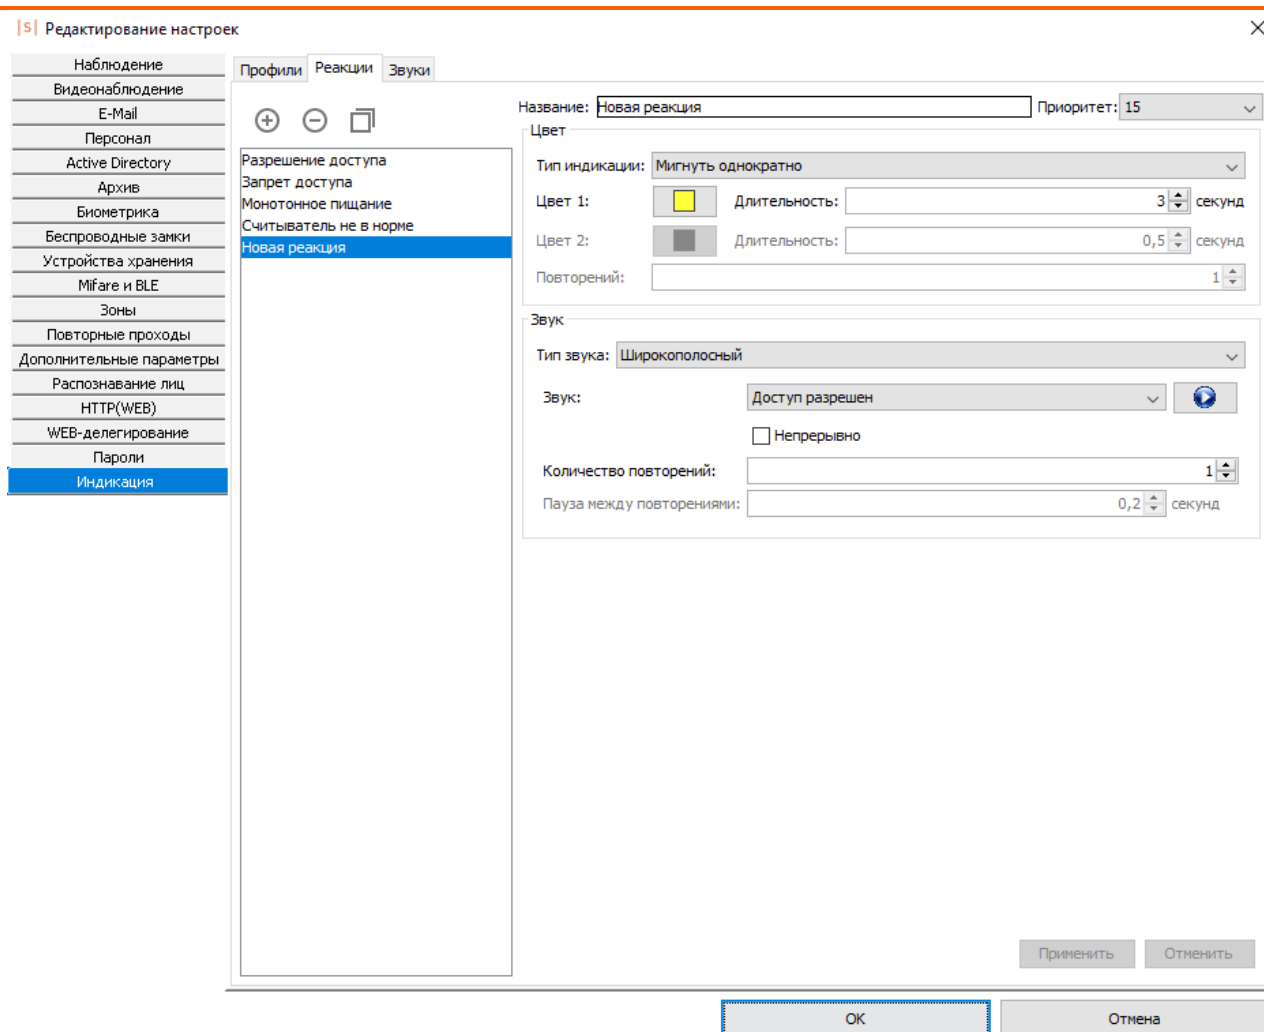 |S| Редактирование настроек
Наблюдение
Видеонаблюдение
E-Mail
Персонал
Active Directory
Архив
Биометрика
Беспроводные замки
Устройства хранения
Mifare и BLE
Зоны
Повторные проходы
Дополнительные параметры
Распознавание лиц
HTTP(WEB)
WEB-делегирование
Пароли
Индикация
Профили Реакции Звуки
Разрешение доступа
Запрет доступа
Монотонное пищание
Считыватель не в норме
Новая реакция
Название: Новая реакция Приоритет: 15
Цвет
Тип индикации: Мигнуть однократно
Цвет 1: Длительность: 3 секунд
Цвет 2: Длительность: 0,5 секунд
Повторений: 1
Звук
Тип звука: Широкополосный
Звук: Доступ разрешен
Непрерывно
Количество повторений: 1
Пауза между повторениями: 0,2 секунд
Применить Отменить
ОК Отмена